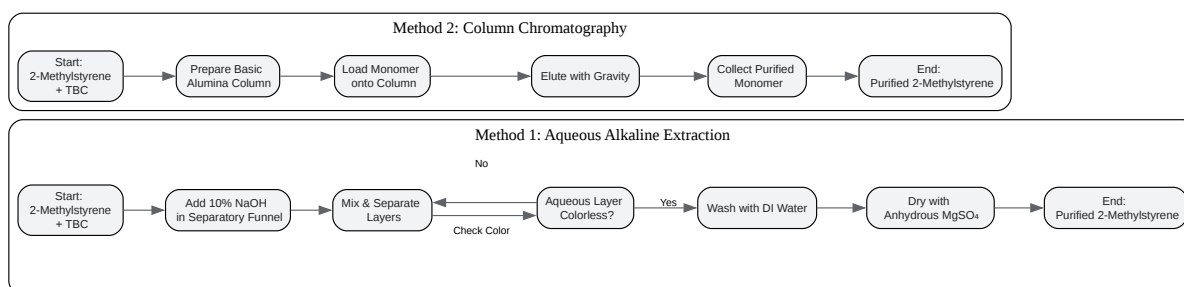 Method 2: Column Chromatography
Start:
2-Methylstyrene
+ TBC
Prepare Basic
Alumina Column
Load Monomer
onto Column
Elute with Gravity
Collect Purified
Monomer
End:
Purified 2-Methylstyrene
Method 1: Aqueous Alkaline Extraction
No
Start:
2-Methylstyrene
+ TBC
Add 10% NaOH
in Separatory Funnel
Mix & Separate
Layers
Check Color
Aqueous Layer
Colorless?
Yes
Wash with DI Water
Dry with
Anhydrous MgSO₄
End:
Purified 2-Methylstyrene